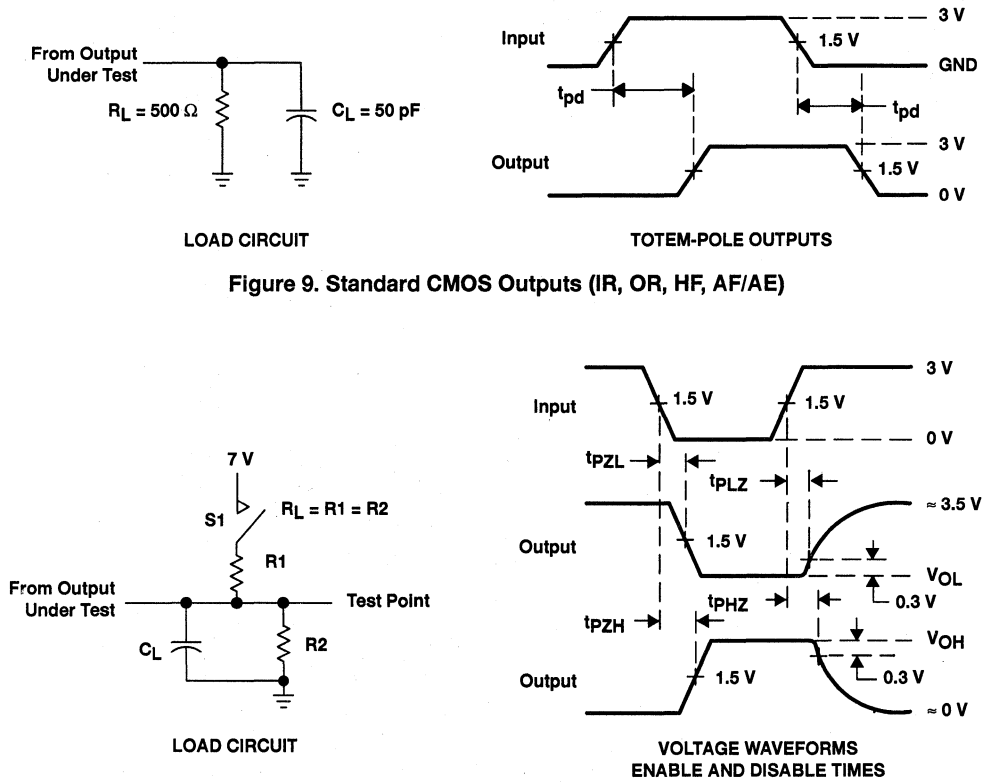 From Output
Under Test
RL = 500 Ω
CL = 50 pF
LOAD CIRCUIT
Input
3 V
1.5 V
GND
tpd
tpd
Output
3 V
1.5 V
0 V
TOTEM-POLE OUTPUTS
Figure 9. Standard CMOS Outputs (IR, OR, HF, AF/AE)
7 V
S1
RL = R1 = R2
R1
From Output
Under Test
Test Point
CL
R2
LOAD CIRCUIT
Input
3 V
1.5 V
1.5 V
0 V
tPZL
tPLZ
Output
≈ 3.5 V
1.5 V
VOL
0.3 V
tPZH
tPHZ
Output
VOH
1.5 V
0.3 V
≈ 0 V
VOLTAGE WAVEFORMS
ENABLE AND DISABLE TIMES